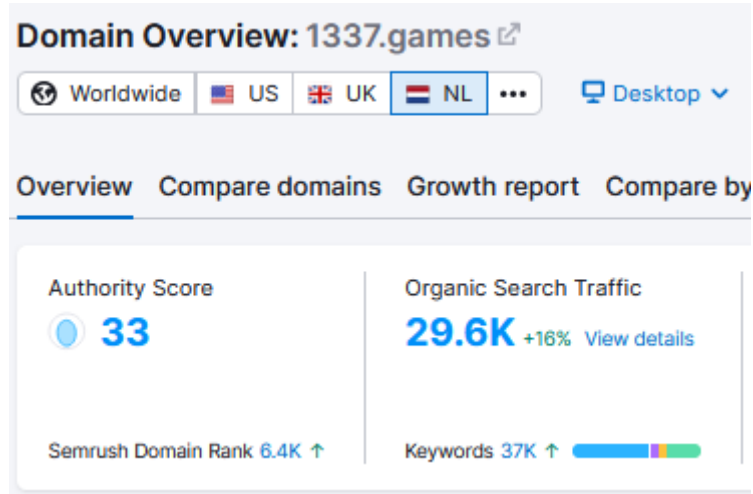 Domain Overview: 1337.games
Worldwide US UK NL ••• Desktop
Overview Compare domains Growth report Compare by
Authority Score Organic Search Traffic
33 29.6K +16% View details
Semrush Domain Rank 6.4K ↑ Keywords 37K ↑